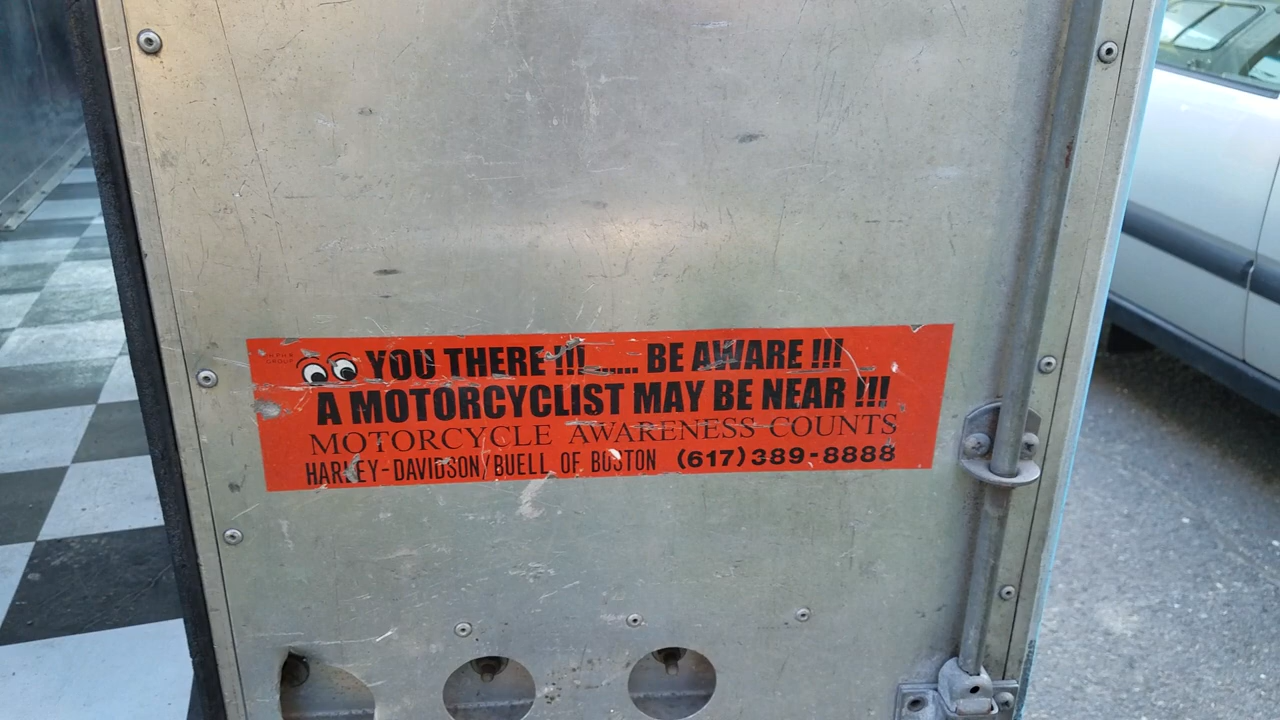 YOU THERE !!!....... BE AWARE !!!
A MOTORCYCLIST MAY BE NEAR !!!
MOTORCYCLE AWARENESS COUNTS
HARLEY-DAVIDSON/BUELL OF BOSTON (617)389-8888